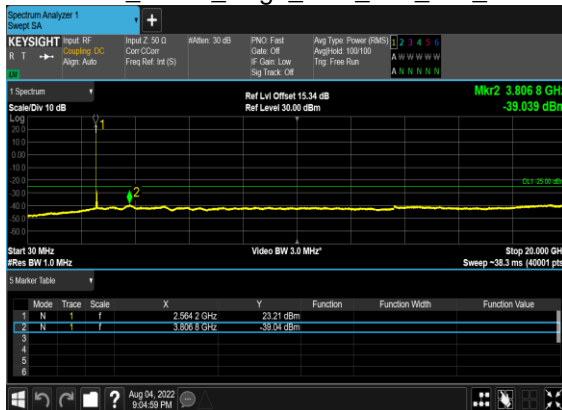 Spectrum Analyzer 1
Swept SA
+
KEYSIGHT Input: RF Input Z: 50 Ω #Atten: 30 dB PNO: Fast Avg Type: Power (RMS) 1 2 3 4 5 6
R T Coupling: DC Corr CCorr Gate: Off Avg|Hold: 100/100 A W W W W W
Align: Auto Freq Ref: Int (S) IF Gain: Low Trig: Free Run
Sig Track: Off A N N N N N
1 Spectrum Ref Lvl Offset 15.34 dB Mkr2 3.806 8 GHz
Scale/Div 10 dB Ref Level 30.00 dBm -39.039 dBm
Log
20.0 1
10.0
0.00
-10.0
-20.0 DL1 -25.00 dBm
-30.0 2
-40.0
-50.0
-60.0
Start 30 MHz Video BW 3.0 MHz* Stop 20.000 GHz
#Res BW 1.0 MHz Sweep ~38.3 ms (40001 pts)
5 Marker Table
Mode Trace Scale X Y Function Function Width Function Value
1 N 1 f 2.564 2 GHz 23.21 dBm
2 N 1 f 3.806 8 GHz -39.04 dBm
3
4
5
6
? Aug 04, 2022
9:04:59 PM